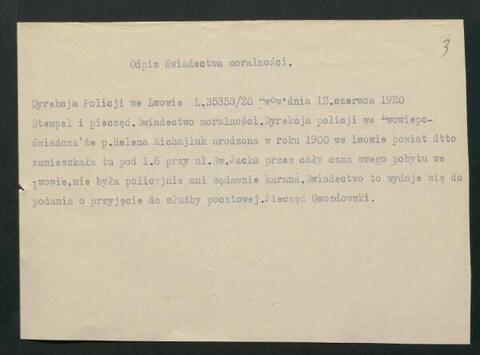 3
Odpis świadectwa moralności.
Dyrekcja Policji we Lwowie L.35353/20 Lwów'dnia 12.czerwca 1920
Stempel i pieczęć.Świadectwo moralności.Dyrekcja policji we Lwowiepo-
świadcza'że p.Helena Michajluk urodzona w roku 1900 we Lwowie powiat dtto
zamieszkała tu pod l.6 przy ul.Św.Jacka przez cały czas swego pobytu we
Lwowie,nie była policyjnie ani sądownie karana.Świadectwo to wydaje się do
podania o przyjęcie do służby pocztowej.Pieczęć Gwozdowski.